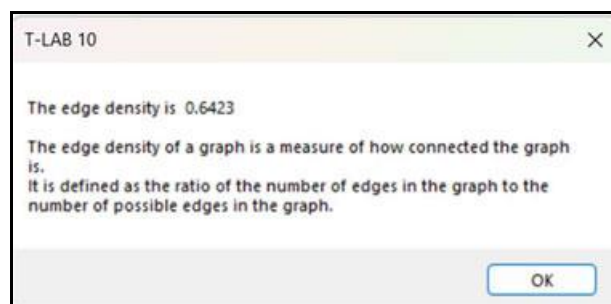 T-LAB 10
The edge density is 0.6423
The edge density of a graph is a measure of how connected the graph
is.
It is defined as the ratio of the number of edges in the graph to the
number of possible edges in the graph.
OK